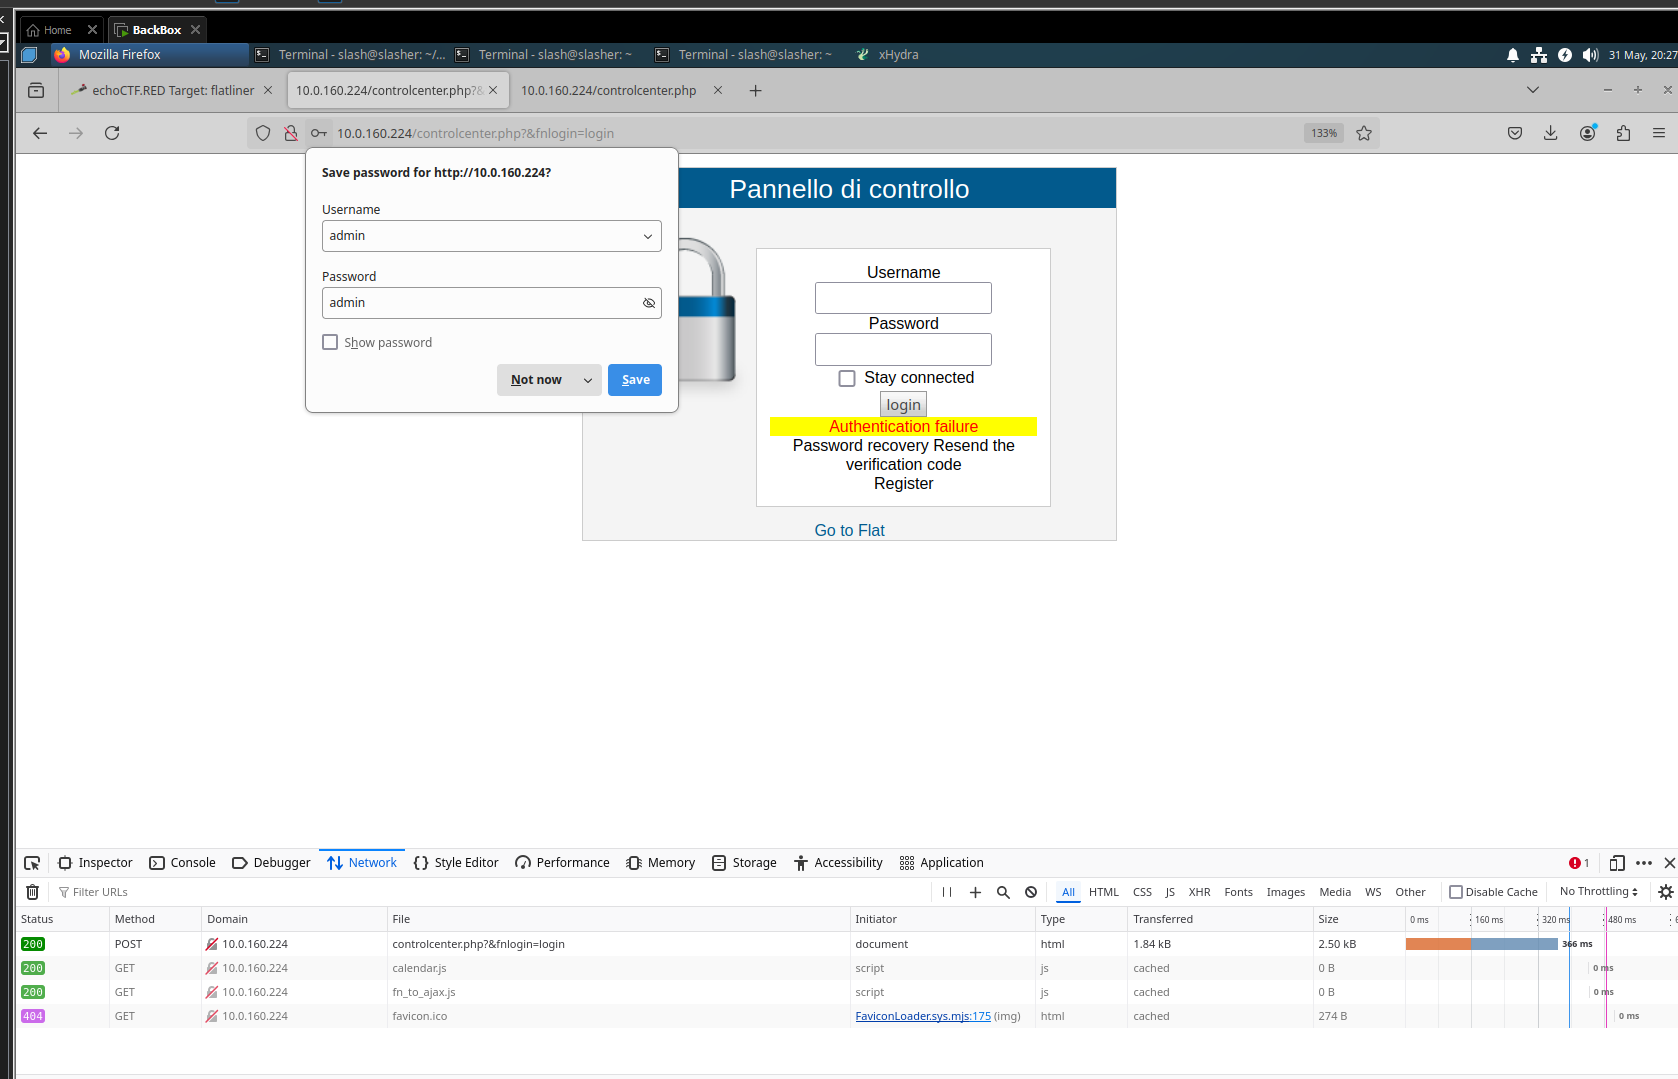 Home
BackBox
Mozilla Firefox
Terminal - slash@slasher: ~/...
Terminal - slash@slasher: ~
Terminal - slash@slasher: ~
xHydra
31 May, 20:27
echoCTF.RED Target: flatliner
10.0.160.224/controlcenter.php?&
10.0.160.224/controlcenter.php
10.0.160.224/controlcenter.php?&fnlogin=login
133%
Save password for http://10.0.160.224?
Username
admin
Password
admin
Show password
Not now
Save
Pannello di controllo
Username
Password
Stay connected
login
Authentication failure
Password recovery Resend the
verification code
Register
Go to Flat
Inspector Console Debugger Network Style Editor Performance Memory Storage Accessibility Application 1
Filter URLs All HTML CSS JS XHR Fonts Images Media WS Other Disable Cache No Throttling
Status Method Domain File Initiator Type Transferred Size 0 ms 160 ms 320 ms 480 ms
200 POST 10.0.160.224 controlcenter.php?&fnlogin=login document html 1.84 kB 2.50 kB 366 ms
200 GET 10.0.160.224 calendar.js script js cached 0 B 0 ms
200 GET 10.0.160.224 fn_to_ajax.js script js cached 0 B 0 ms
404 GET 10.0.160.224 favicon.ico FaviconLoader.sys.mjs:175 (img) html cached 274 B 0 ms